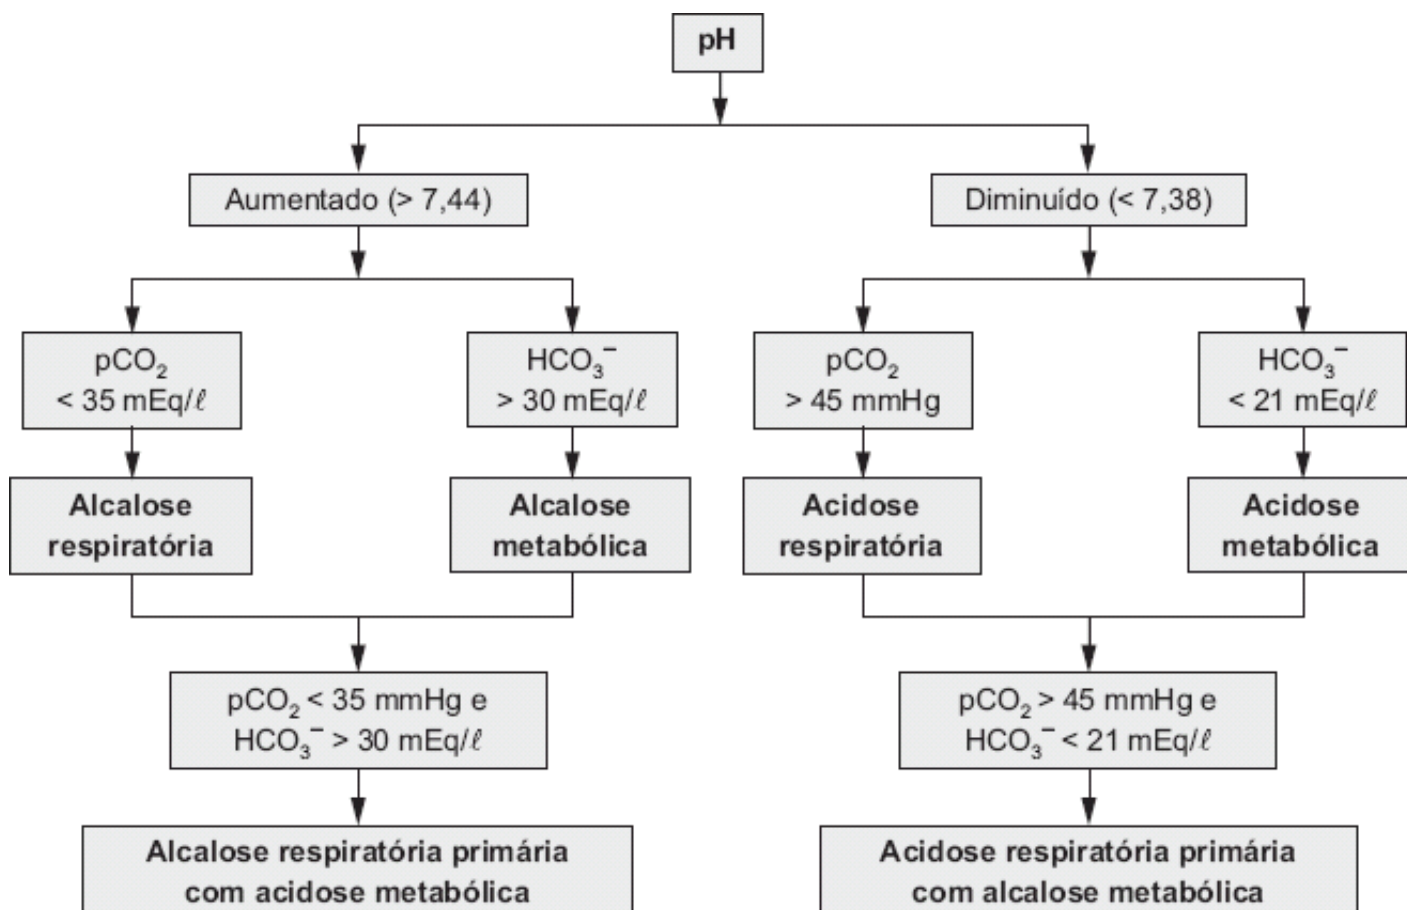 pH
Aumentado (> 7,44)
Diminuído (< 7,38)
pCO₂
< 35 mEq/ℓ
HCO₃⁻
> 30 mEq/ℓ
pCO₂
> 45 mmHg
HCO₃⁻
< 21 mEq/ℓ
Alcalose
respiratória
Alcalose
metabólica
Acidose
respiratória
Acidose
metabólica
pCO₂ < 35 mmHg e
HCO₃⁻ > 30 mEq/ℓ
pCO₂ > 45 mmHg e
HCO₃⁻ < 21 mEq/ℓ
Alcalose respiratória primária
com acidose metabólica
Acidose respiratória primária
com alcalose metabólica